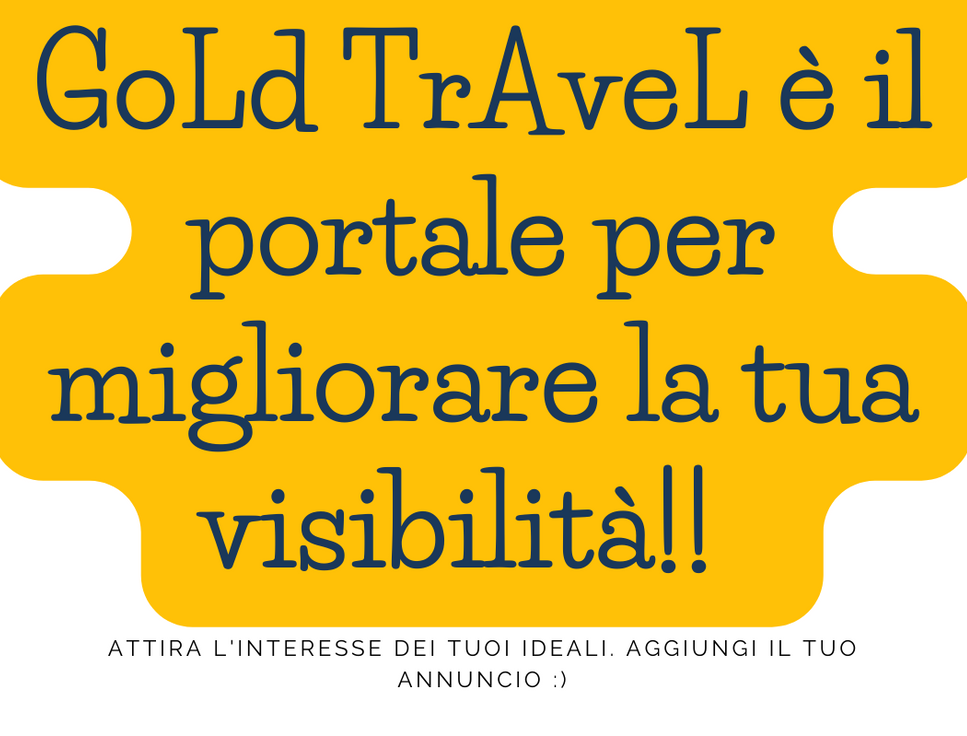 GoLd TrAveL è il
portale per
migliorare la tua
visibilità!!
ATTIRA L'INTERESSE DEI TUOI IDEALI. AGGIUNGI IL TUO
ANNUNCIO :)